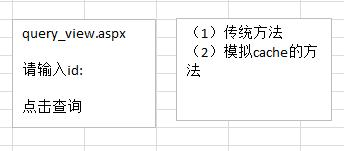 query_view.aspx
请输入id:
点击查询
（1）传统方法
（2）模拟cache的方
法